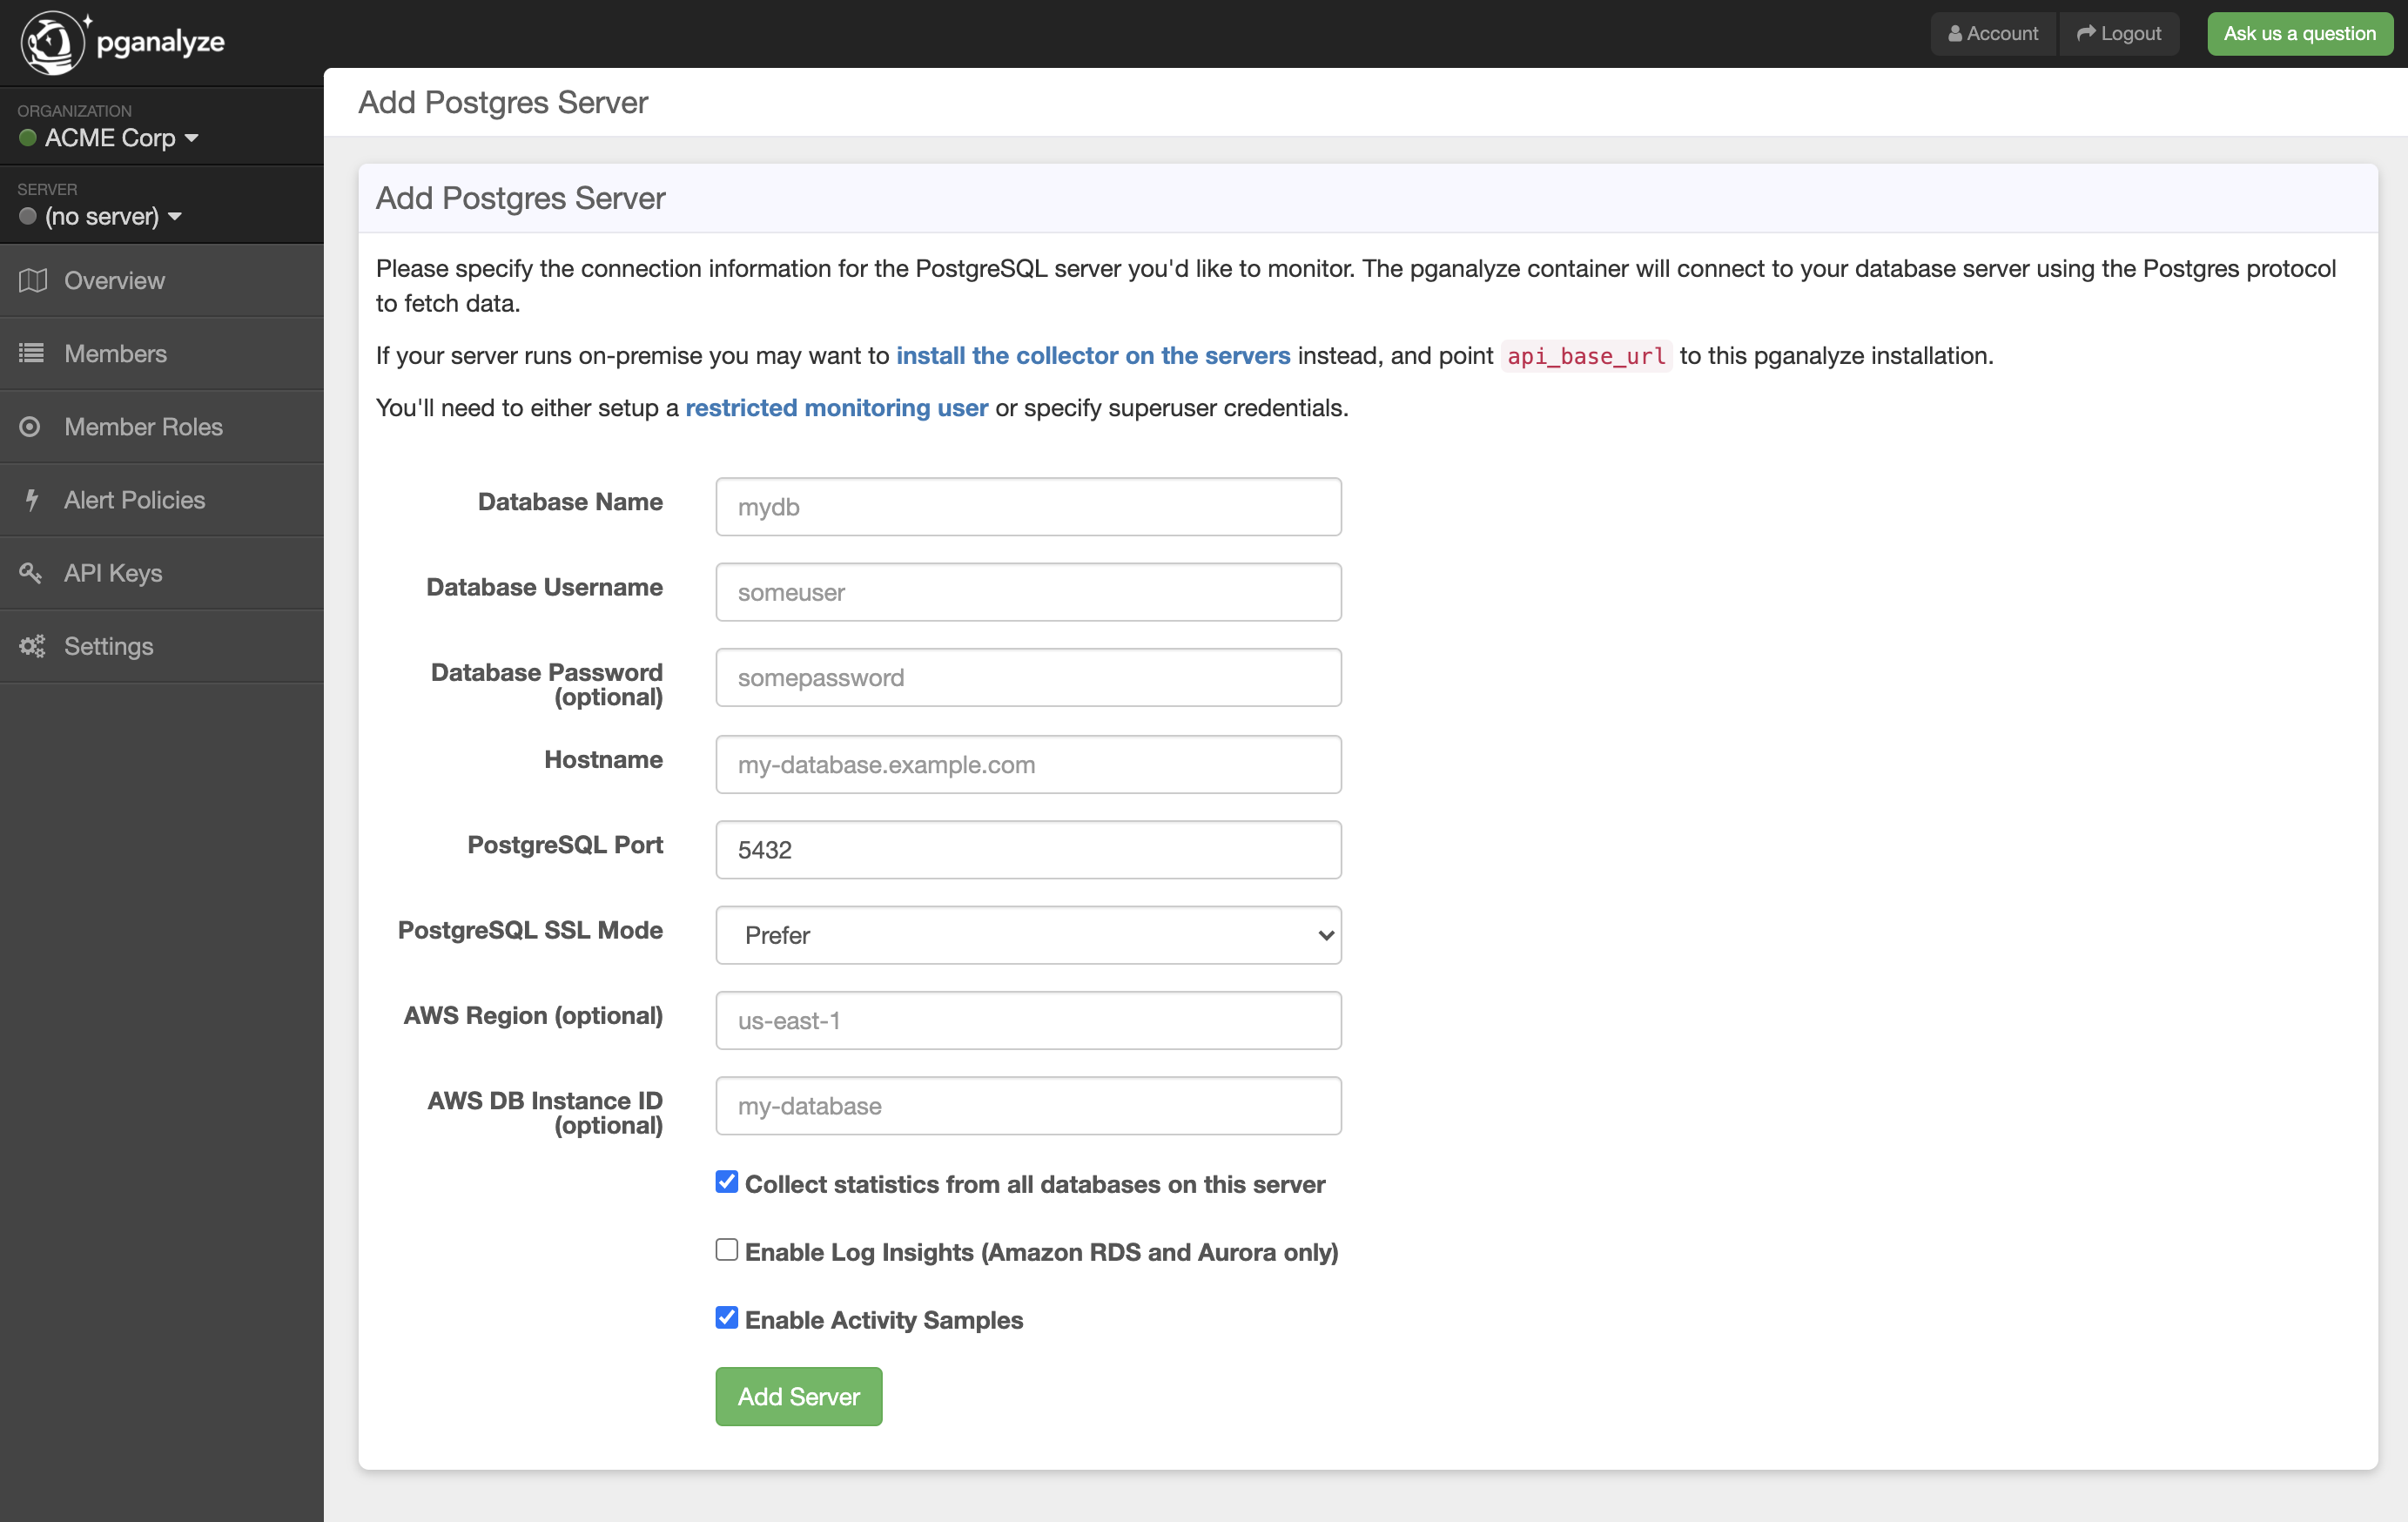 pganalyze
Account
Logout
Ask us a question
ORGANIZATION
ACME Corp
SERVER
(no server)
Overview
Members
Member Roles
Alert Policies
API Keys
Settings
Add Postgres Server
Add Postgres Server
Please specify the connection information for the PostgreSQL server you'd like to monitor. The pganalyze container will connect to your database server using the Postgres protocol
to fetch data.
If your server runs on-premise you may want to install the collector on the servers instead, and point api_base_url to this pganalyze installation.
You'll need to either setup a restricted monitoring user or specify superuser credentials.
Database Name
mydb
Database Username
someuser
Database Password
(optional)
somepassword
Hostname
my-database.example.com
PostgreSQL Port
5432
PostgreSQL SSL Mode
Prefer
AWS Region (optional)
us-east-1
AWS DB Instance ID
(optional)
my-database
Collect statistics from all databases on this server
Enable Log Insights (Amazon RDS and Aurora only)
Enable Activity Samples
Add Server